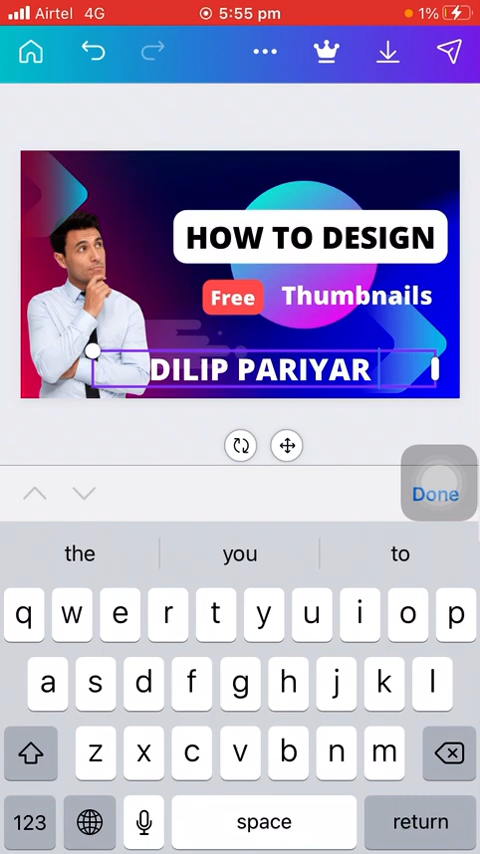 Airtel 4G 5:55 pm 1%
HOW TO DESIGN
Free Thumbnails
DILIP PARIYAR
Done
the you to
q w e r t y u i o p
a s d f g h j k l
z x c v b n m
123 space return